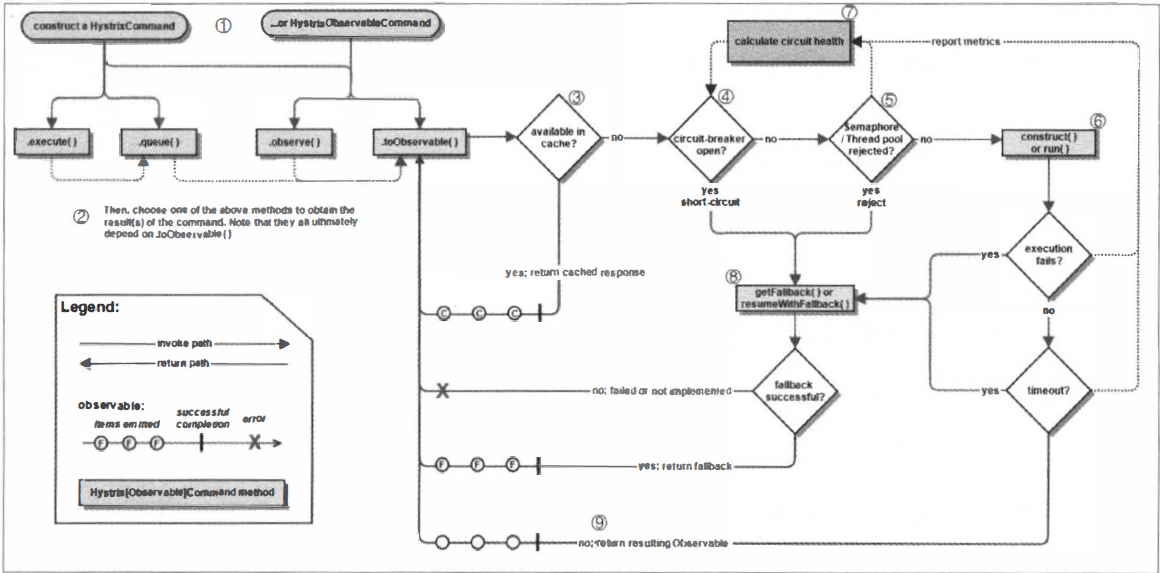 construct a HystrixCommand
①
...or HystrixObservableCommand
⑦
calculate circuit health
report metrics
③
④
⑤
⑥
.execute( )
.queue( )
.observe( )
.toObservable( )
available in
cache?
no
circuit-breaker
open?
no
Semaphore
/ Thread pool
rejected?
no
construct( )
or run( )
yes
short-circuit
yes
reject
②
Then, choose one of the above methods to obtain the
result(s) of the command. Note that they all ultimately
depend on .toObservable( )
yes
execution
fails?
yes; return cached response
⑧
getFallback( ) or
resumeWithFallback( )
C C C
no
Legend:
invoke path
return path
no; failed or not implemented
fallback
successful?
yes
timeout?
observable:
items emitted
successful
completion
error
F F F
F F F
yes; return fallback
Hystrix[Observable]Command method
⑨
no; return resulting Observable